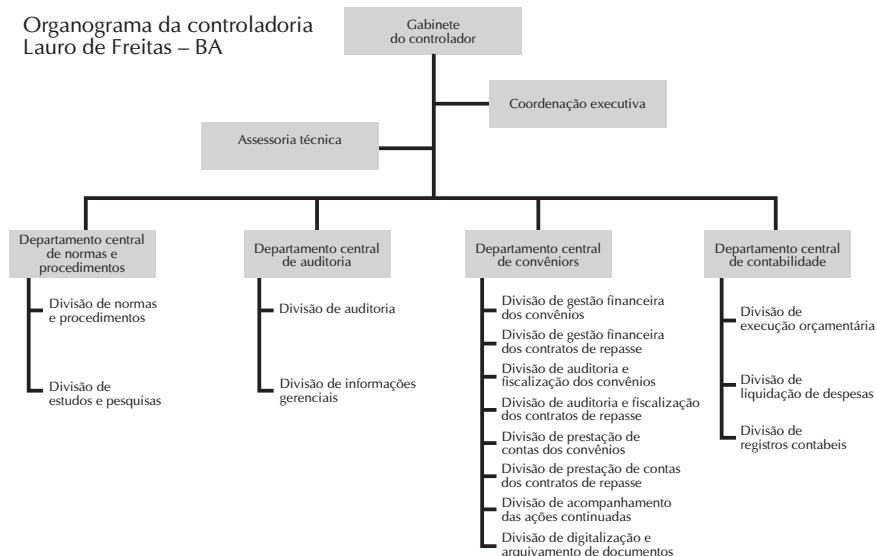 Organograma da controladoria
Lauro de Freitas – BA
Gabinete
do controlador
Coordenação executiva
Assessoria técnica
Departamento central
de normas e
procedimentos
Divisão de normas
e procedimentos
Divisão de
estudos e pesquisas
Departamento central
de auditoria
Divisão de auditoria
Divisão de informações
gerenciais
Departamento central
de convêniors
Divisão de gestão financeira
dos convênios
Divisão de gestão financeira
dos contratos de repasse
Divisão de auditoria e
fiscalização dos convênios
Divisão de auditoria e fiscalização
dos contratos de repasse
Divisão de prestação de
contas dos convênios
Divisão de prestação de contas
dos contratos de repasse
Divisão de acompanhamento
das ações continuadas
Divisão de digitalização e
arquivamento de documentos
Departamento central
de contabilidade
Divisão de
execução orçamentária
Divisão de
liquidação de despesas
Divisão de
registros contabeis